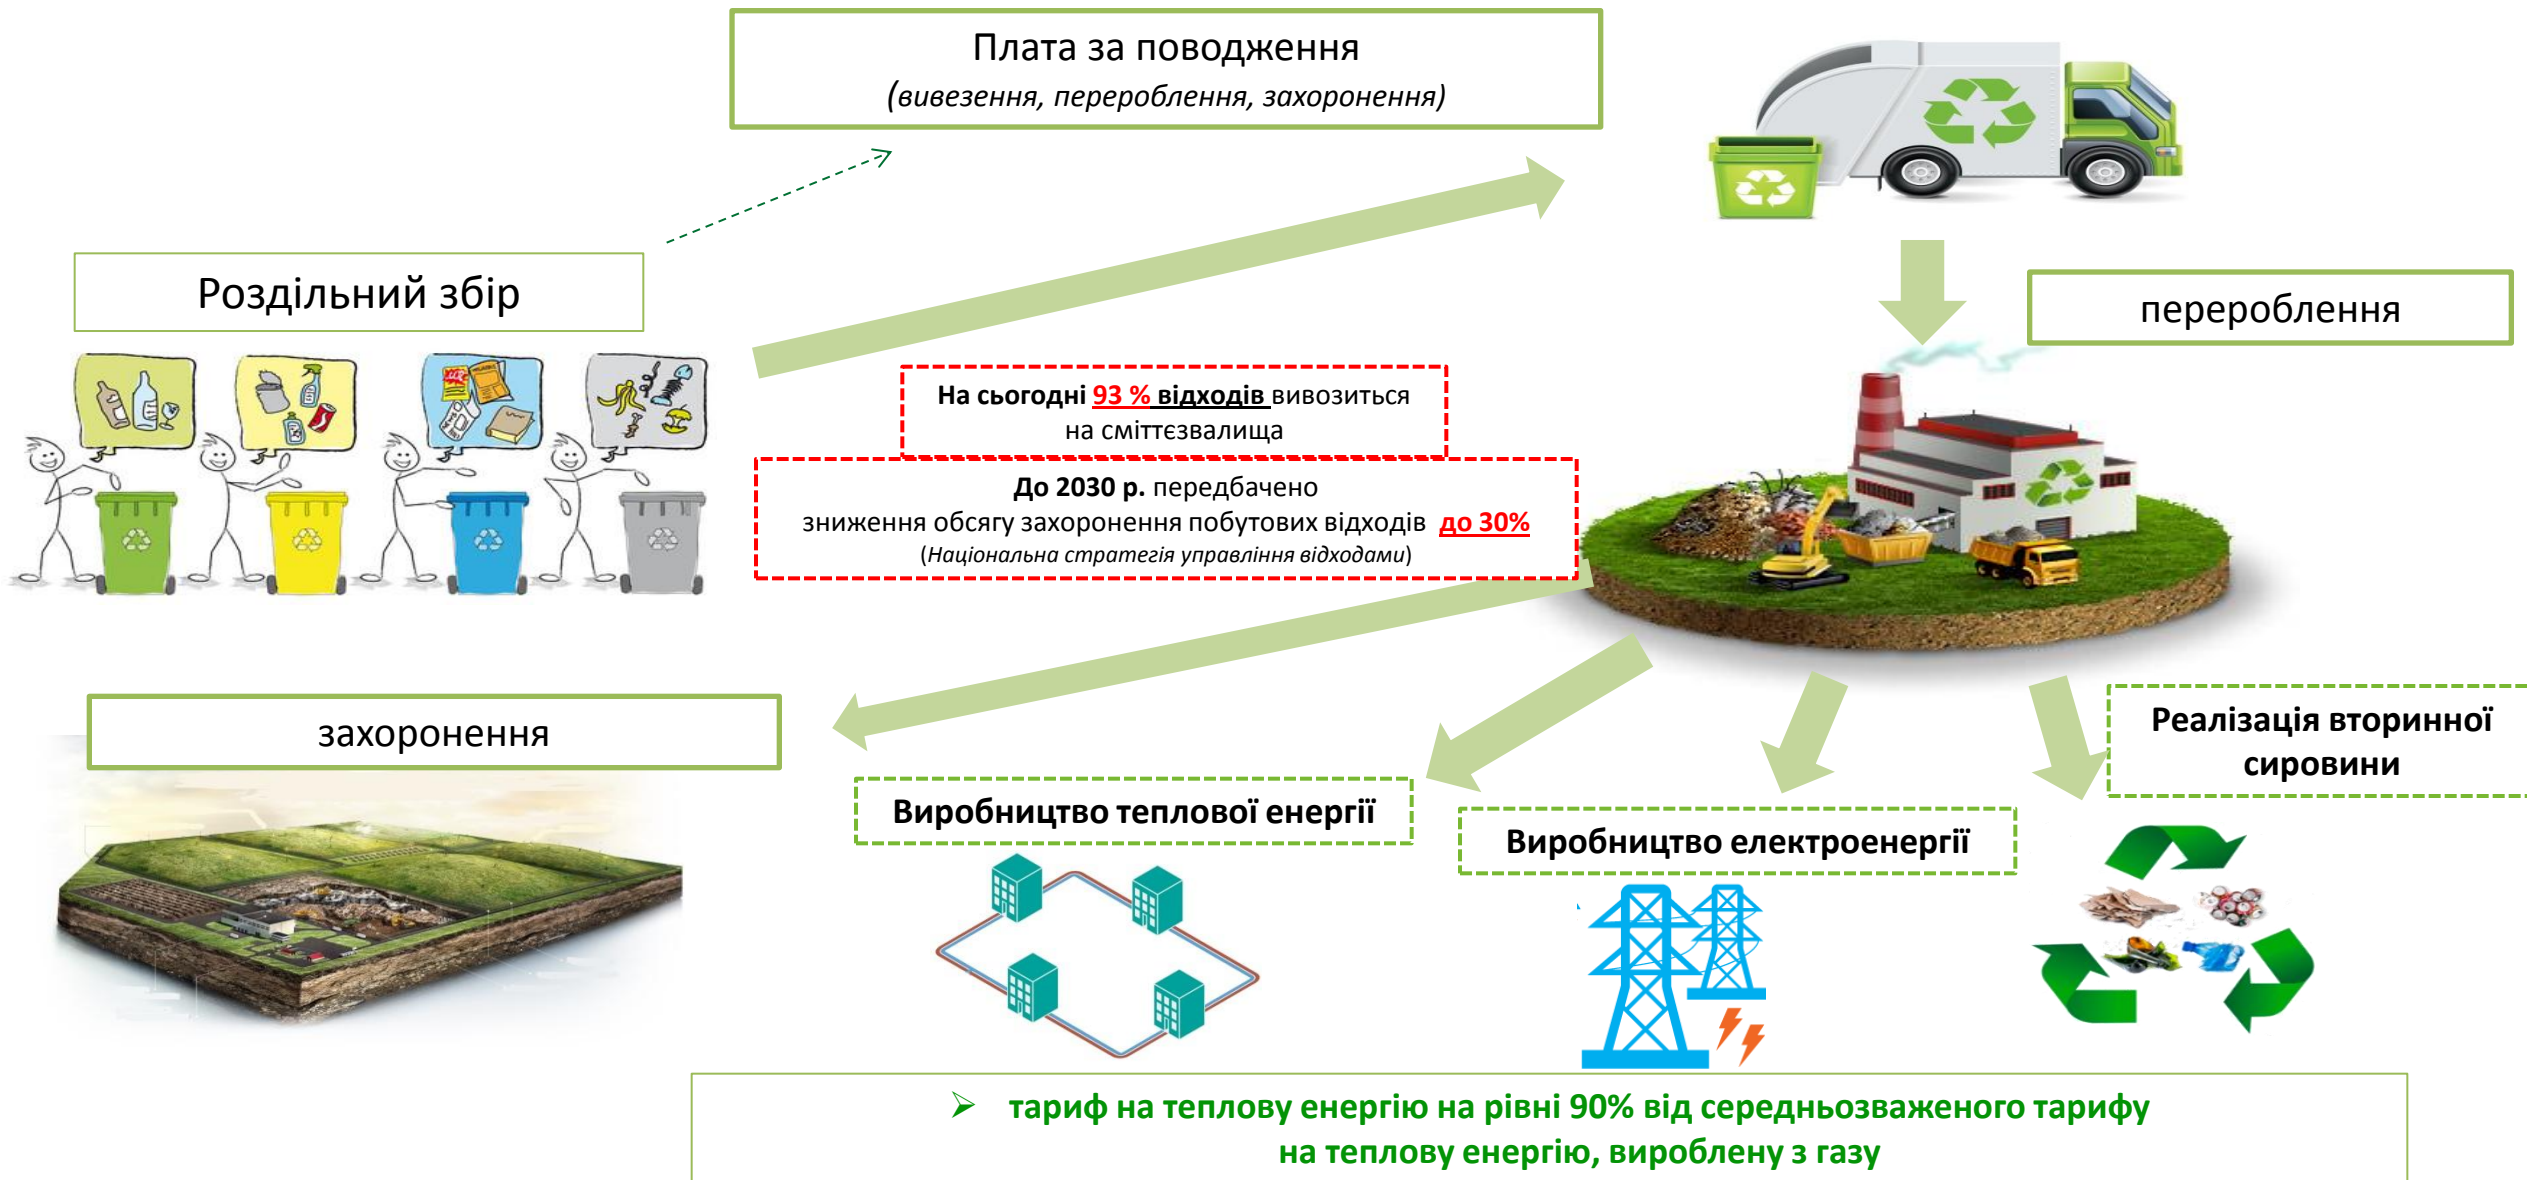 Плата за поводження
(вивезення, перероблення, захоронення)
Роздільний збір
перероблення
На сьогодні 93 % відходів вивозиться
на сміттєзвалища
До 2030 р. передбачено
зниження обсягу захоронення побутових відходів до 30%
(Національна стратегія управління відходами)
захоронення
Реалізація вторинної
сировини
Виробництво теплової енергії
Виробництво електроенергії
➢ тариф на теплову енергію на рівні 90% від середньозваженого тарифу
на теплову енергію, вироблену з газу